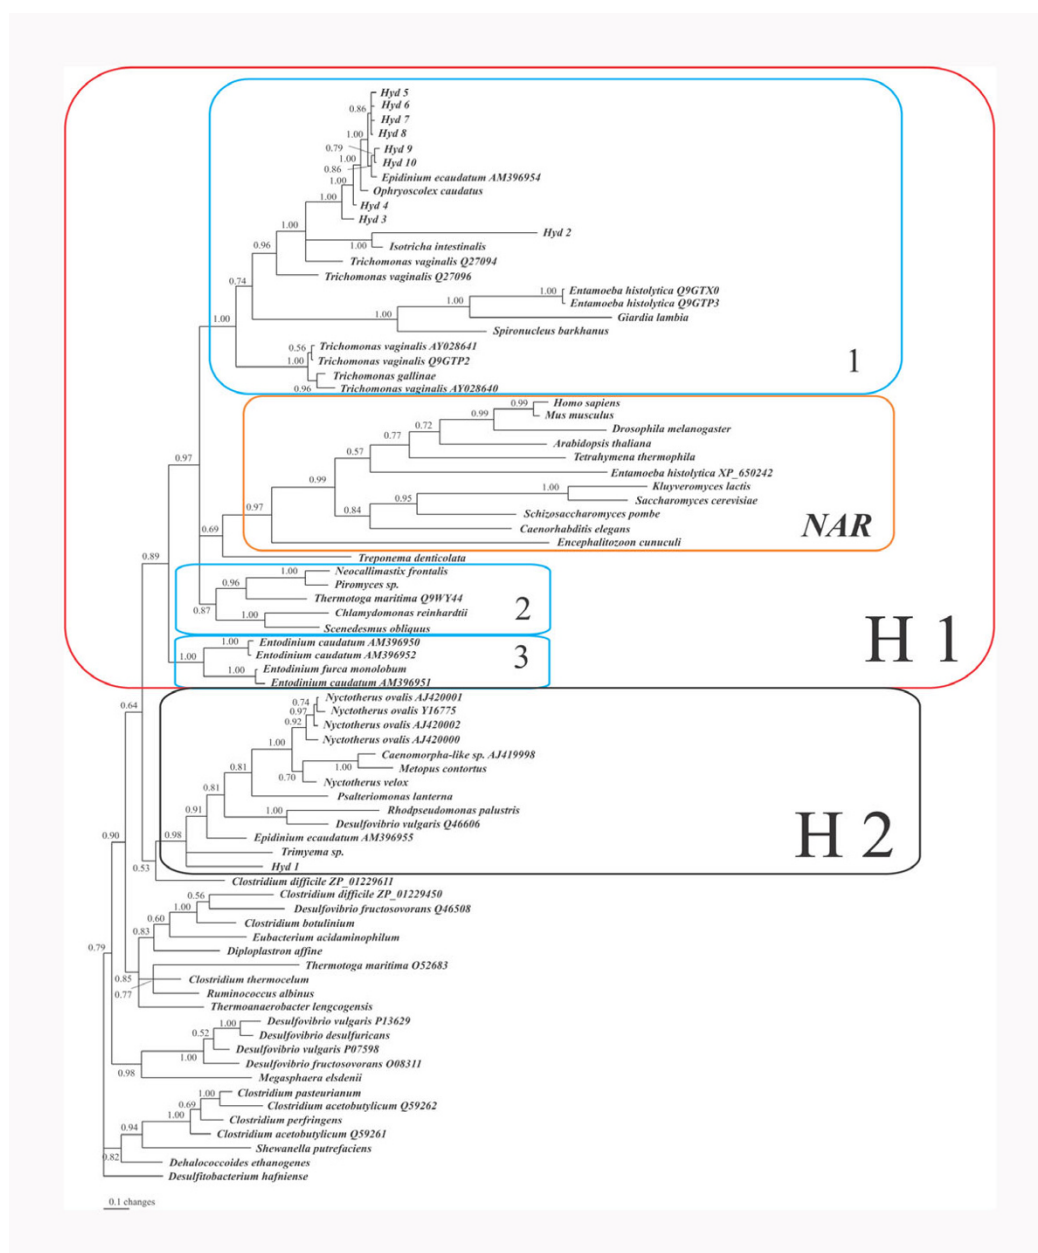 Hyd 5
0.86
Hyd 6
Hyd 7
1.00
Hyd 8
0.79
Hyd 9
1.00
Hyd 10
0.86
Epidinium ecaudatum AM396954
1.00
Ophryoscolex caudatus
1.00
Hyd 4
Hyd 3
1.00
Hyd 2
0.96
1.00
Isotricha intestinalis
Trichomonas vaginalis Q27094
Trichomonas vaginalis Q27096
0.74
1.00
Entamoeba histolytica Q9GTX0
1.00
Entamoeba histolytica Q9GTP3
1.00
Giardia lambia
1.00
Spironucleus barkhanus
0.56
Trichomonas vaginalis AY028641
1.00
Trichomonas vaginalis Q9GTP2
Trichomonas gallinae
0.96
Trichomonas vaginalis AY028640
1
0.99
Homo sapiens
0.99
Mus musculus
0.72
Drosophila melanogaster
0.77
Arabidopsis thaliana
0.57
Tetrahymena thermophila
0.97
Entamoeba histolytica XP_650242
0.99
1.00
Kluyveromyces lactis
0.95
Saccharomyces cerevisiae
0.97
0.84
Schizosaccharomyces pombe
Caenorhabditis elegans
NAR
0.69
Encephalitozoon cunuculi
0.89
Treponema denticolata
1.00
Neocallimastix frontalis
0.96
Piromyces sp.
Thermotoga maritima Q9WY44
2
0.87
1.00
Chlamydomonas reinhardtii
Scenedesmus obliquus
H 1
1.00
Entodinium caudatum AM396950
Entodinium caudatum AM396952
3
1.00
1.00
Entodinium furca monolobum
Entodinium caudatum AM396951
0.64
0.74
Nyctotherus ovalis AJ420001
0.97
Nyctotherus ovalis Y16775
0.92
Nyctotherus ovalis AJ420002
1.00
Nyctotherus ovalis AJ420000
Caenomorpha-like sp. AJ419998
0.81
1.00
Metopus contortus
0.70
Nyctotherus velox
0.81
Psalteriomonas lanterna
0.91
1.00
Rhodpseudomonas palustris
Desulfovibrio vulgaris Q46606
H 2
0.90
0.98
Epidinium ecaudatum AM396955
Trimyema sp.
0.53
Hyd 1
Clostridium difficile ZP_01229611
0.56
Clostridium difficile ZP_01229450
1.00
Desulfovibrio fructosovorans Q46508
0.60
Clostridium botulinium
0.83
Eubacterium acidaminophilum
0.79
Diploplastron affine
Thermotoga maritima O52683
0.85
Clostridium thermocelum
0.77
Ruminococcus albinus
Thermoanaerobacter lengcogensis
1.00
Desulfovibrio vulgaris P13629
0.52
Desulfovibrio desulfuricans
Desulfovibrio vulgaris P07598
1.00
Desulfovibrio fructosovorans O08311
0.98
Megasphaera elsdenii
1.00
Clostridium pasteurianum
0.69
Clostridium acetobutylicum Q59262
1.00
Clostridium perfringens
0.94
Clostridium acetobutylicum Q59261
Shewanella putrefaciens
0.82
Dehalococcoides ethanogenes
Desulfitobacterium hafniense
0.1 changes